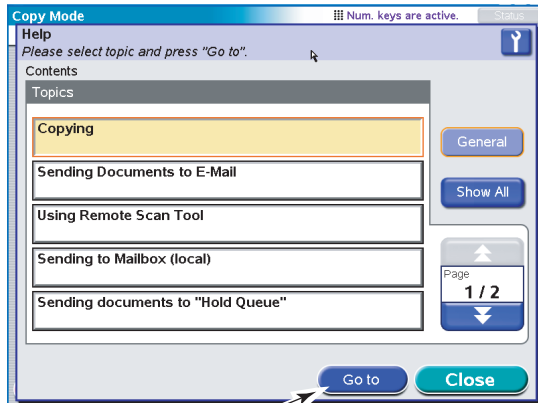 Copy Mode
Num. keys are active.
Status
Help
Please select topic and press "Go to".
Contents
Topics
Copying
General
Sending Documents to E-Mail
Show All
Using Remote Scan Tool
Sending to Mailbox (local)
Page
1 / 2
Sending documents to "Hold Queue"
Go to
Close